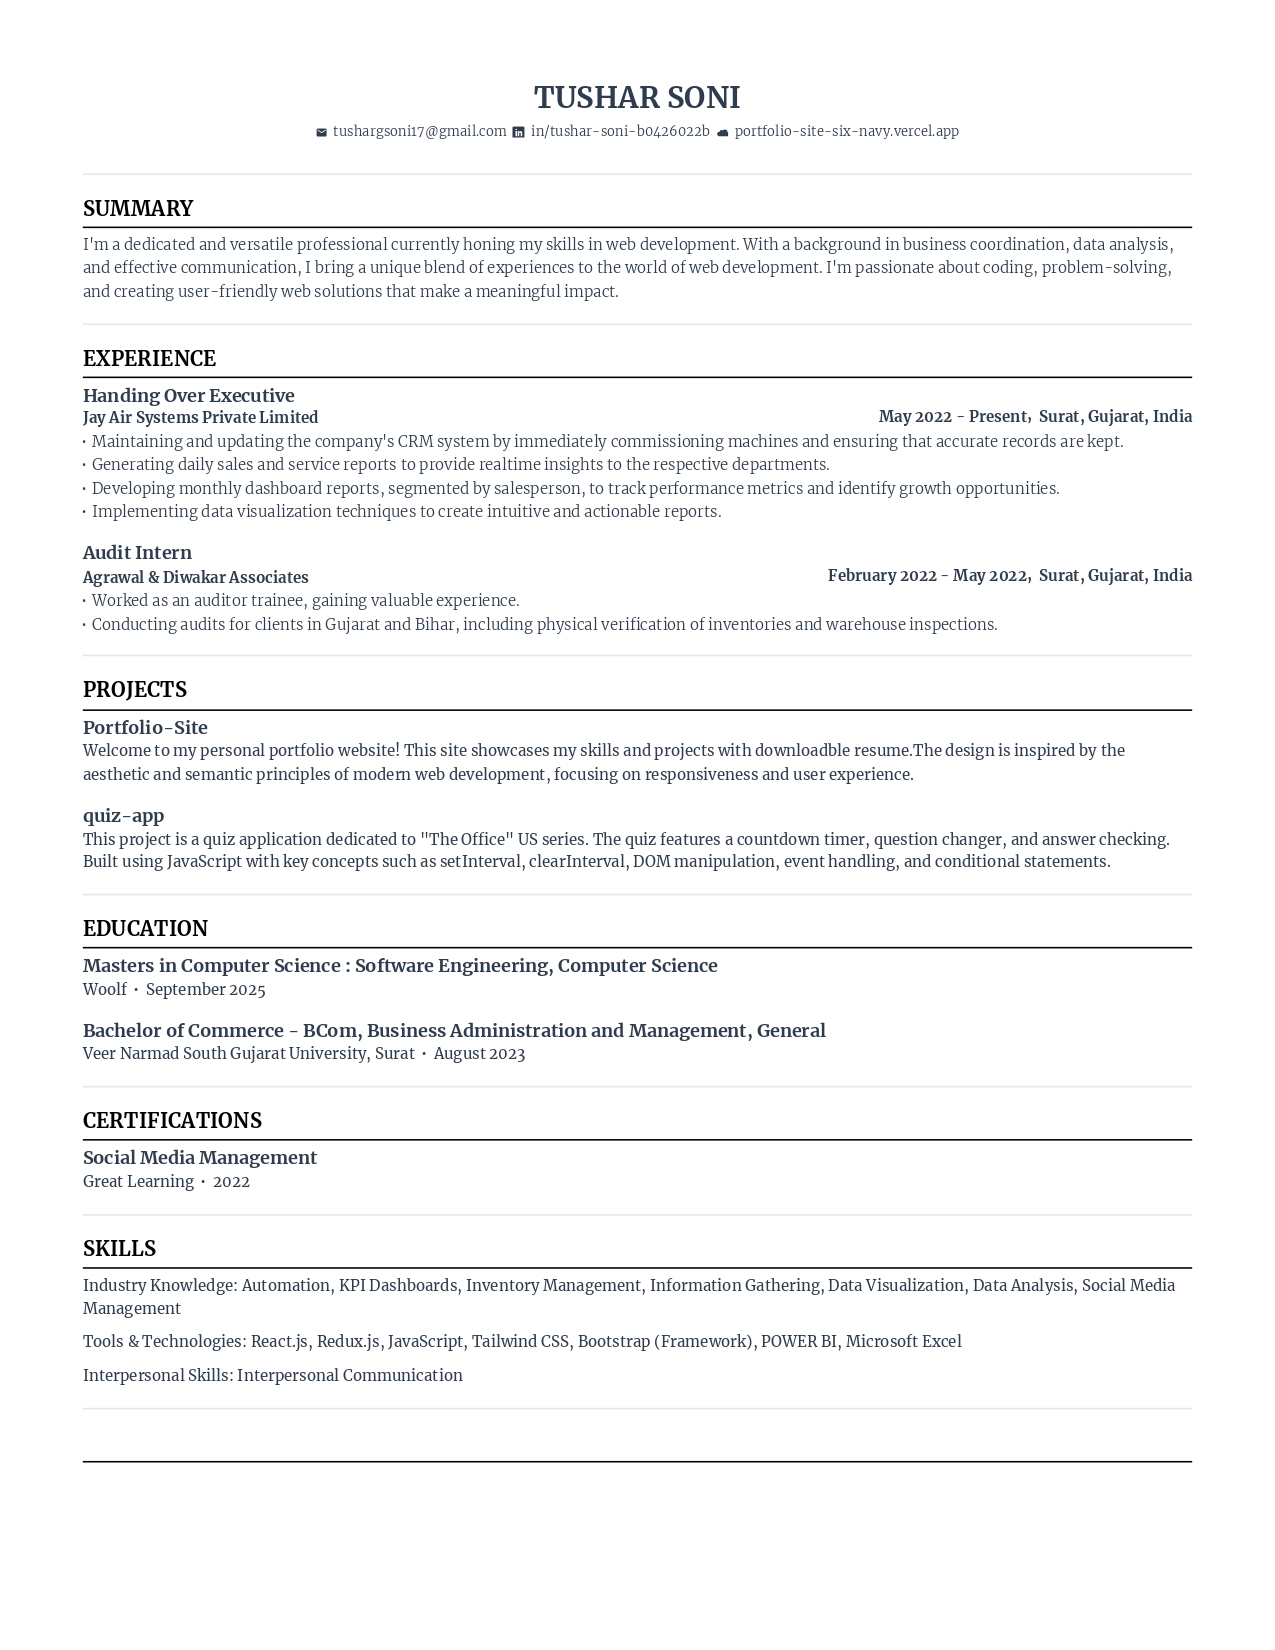 TUSHAR SONI
tushargsoni17@gmail.com in/tushar-soni-b0426022b portfolio-site-six-navy.vercel.app
SUMMARY
I'm a dedicated and versatile professional currently honing my skills in web development. With a background in business coordination, data analysis,
and effective communication, I bring a unique blend of experiences to the world of web development. I'm passionate about coding, problem-solving,
and creating user-friendly web solutions that make a meaningful impact.
EXPERIENCE
Handing Over Executive
Jay Air Systems Private Limited May 2022 - Present, Surat, Gujarat, India
• Maintaining and updating the company's CRM system by immediately commissioning machines and ensuring that accurate records are kept.
• Generating daily sales and service reports to provide realtime insights to the respective departments.
• Developing monthly dashboard reports, segmented by salesperson, to track performance metrics and identify growth opportunities.
• Implementing data visualization techniques to create intuitive and actionable reports.
Audit Intern
Agrawal & Diwakar Associates February 2022 - May 2022, Surat, Gujarat, India
• Worked as an auditor trainee, gaining valuable experience.
• Conducting audits for clients in Gujarat and Bihar, including physical verification of inventories and warehouse inspections.
PROJECTS
Portfolio-Site
Welcome to my personal portfolio website! This site showcases my skills and projects with downloadble resume.The design is inspired by the
aesthetic and semantic principles of modern web development, focusing on responsiveness and user experience.
quiz-app
This project is a quiz application dedicated to "The Office" US series. The quiz features a countdown timer, question changer, and answer checking.
Built using JavaScript with key concepts such as setInterval, clearInterval, DOM manipulation, event handling, and conditional statements.
EDUCATION
Masters in Computer Science : Software Engineering, Computer Science
Woolf • September 2025
Bachelor of Commerce - BCom, Business Administration and Management, General
Veer Narmad South Gujarat University, Surat • August 2023
CERTIFICATIONS
Social Media Management
Great Learning • 2022
SKILLS
Industry Knowledge: Automation, KPI Dashboards, Inventory Management, Information Gathering, Data Visualization, Data Analysis, Social Media
Management
Tools & Technologies: React.js, Redux.js, JavaScript, Tailwind CSS, Bootstrap (Framework), POWER BI, Microsoft Excel
Interpersonal Skills: Interpersonal Communication